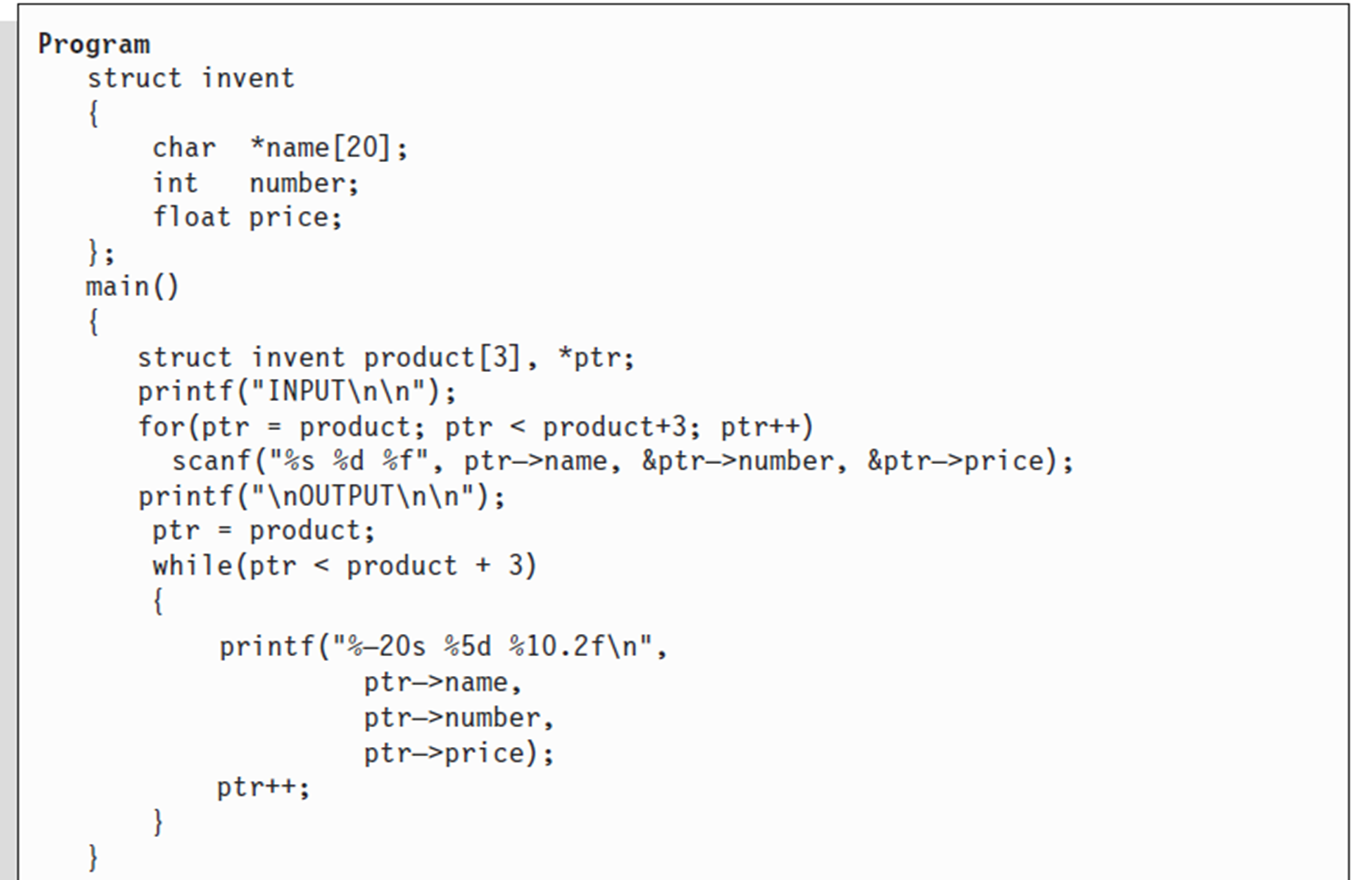 Program
struct invent
{
char *name[20];
int number;
float price;
};
main()
{
struct invent product[3], *ptr;
printf("INPUT\n\n");
for(ptr = product; ptr < product+3; ptr++)
scanf("%s %d %f", ptr–>name, &ptr–>number, &ptr–>price);
printf("\nOUTPUT\n\n");
ptr = product;
while(ptr < product + 3)
{
printf("%–20s %5d %10.2f\n",
ptr–>name,
ptr–>number,
ptr–>price);
ptr++;
}
}